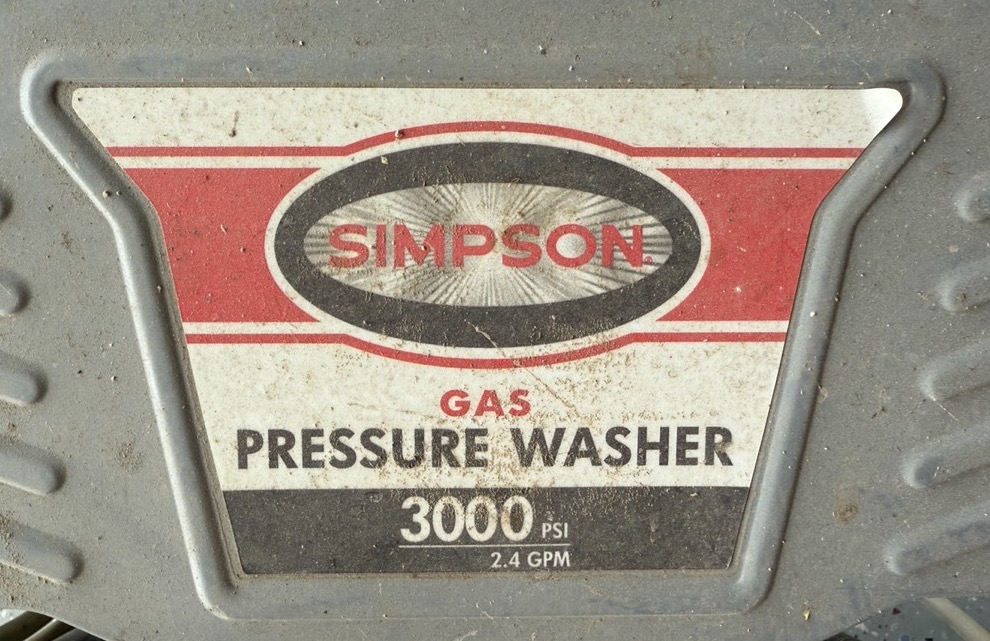 SIMPSON®
GAS
PRESSURE WASHER
3000 PSI
2.4 GPM